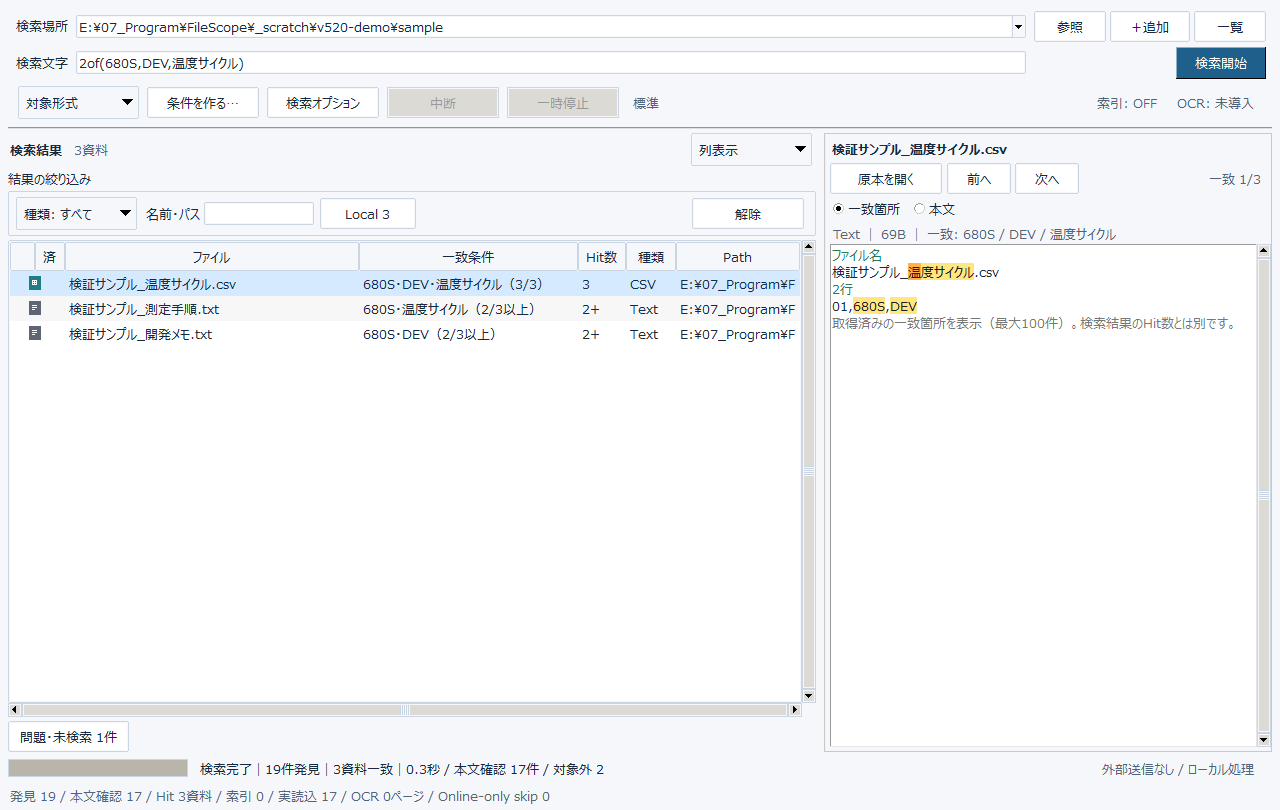 検索場所 E:¥07_Program¥FileScope¥_scratch¥v520-demo¥sample 参照 +追加 一覧
検索文字 2of(680S,DEV,温度サイクル) 検索開始
対象形式 条件を作る… 検索オプション 中断 一時停止 標準 索引: OFF OCR: 未導入
検索結果 3資料 列表示
結果の絞り込み
種類: すべて 名前・パス Local 3 解除
済 ファイル 一致条件 Hit数 種類 Path
検証サンプル_温度サイクル.csv 680S・DEV・温度サイクル（3/3） 3 CSV E:¥07_Program¥F
検証サンプル_測定手順.txt 680S・温度サイクル（2/3以上） 2+ Text E:¥07_Program¥F
検証サンプル_開発メモ.txt 680S・DEV（2/3以上） 2+ Text E:¥07_Program¥F
検証サンプル_温度サイクル.csv
原本を開く 前へ 次へ 一致 1/3
一致箇所 本文
Text | 69B | 一致: 680S / DEV / 温度サイクル
ファイル名
検証サンプル_温度サイクル.csv
2行
01,680S,DEV
取得済みの一致箇所を表示（最大100件）。検索結果のHit数とは別です。
問題・未検索 1件
検索完了｜19件発見｜3資料一致｜0.3秒 / 本文確認 17件 / 対象外 2 外部送信なし / ローカル処理
発見 19 / 本文確認 17 / Hit 3資料 / 索引 0 / 実読込 17 / OCR 0ページ / Online-only skip 0